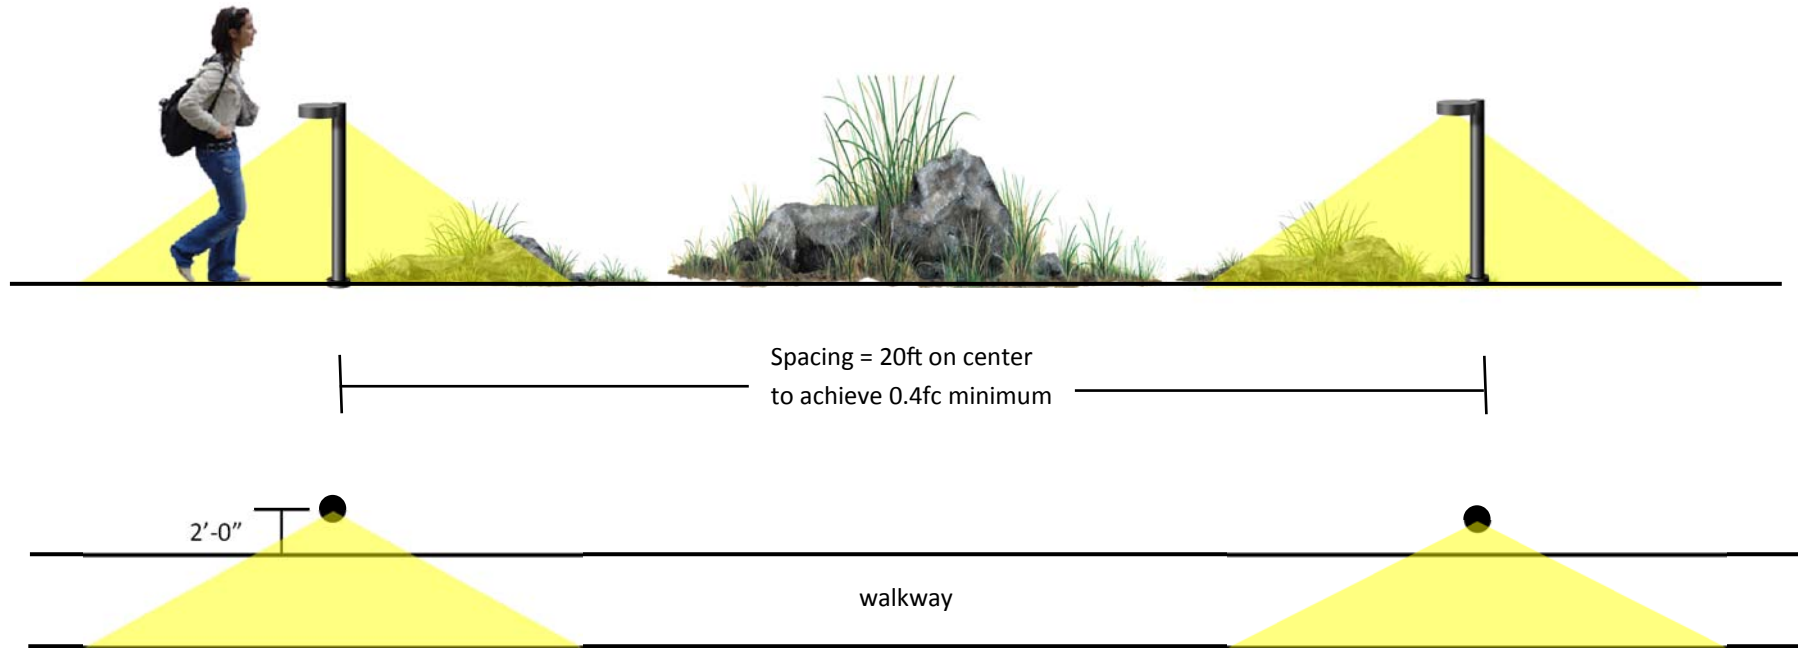 Spacing = 20ft on center
to achieve 0.4fc minimum
2’-0”
walkway